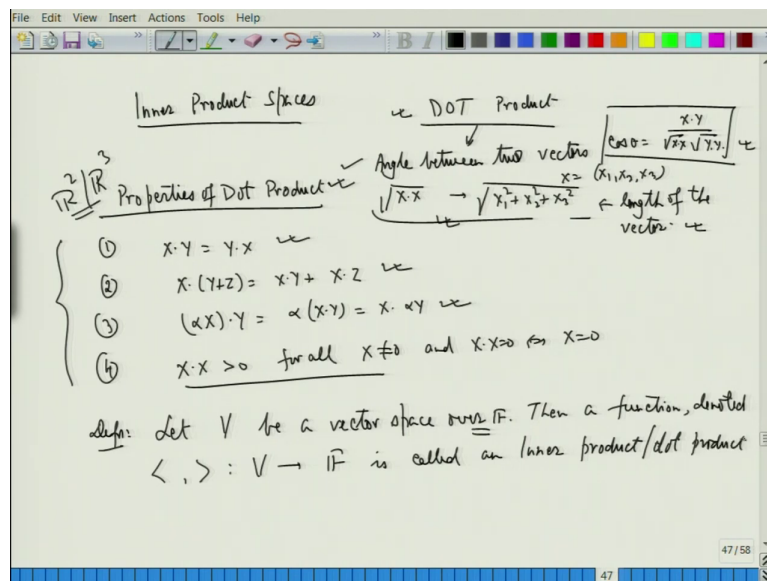 File Edit View Insert Actions Tools Help
B I
Inner Product Spaces
DOT Product
cos θ = X·Y / √X·X √Y·Y
Angle between two vectors
X = (x₁, x₂, x₃)
ℝ² / ℝ³
Properties of Dot Product
√X·X → √x₁² + x₂² + x₃² ← length of the
vector.
① X·Y = Y·X
② X·(Y+Z) = X·Y + X·Z
③ (αX)·Y = α(X·Y) = X·αY
④ X·X > 0 for all X ≠ 0 and X·X = 0 ⇔ X = 0
Defn: Let V be a vector space over 𝔽. Then a function, denoted
< , > : V → 𝔽 is called an Inner product/dot product
47 / 58
47